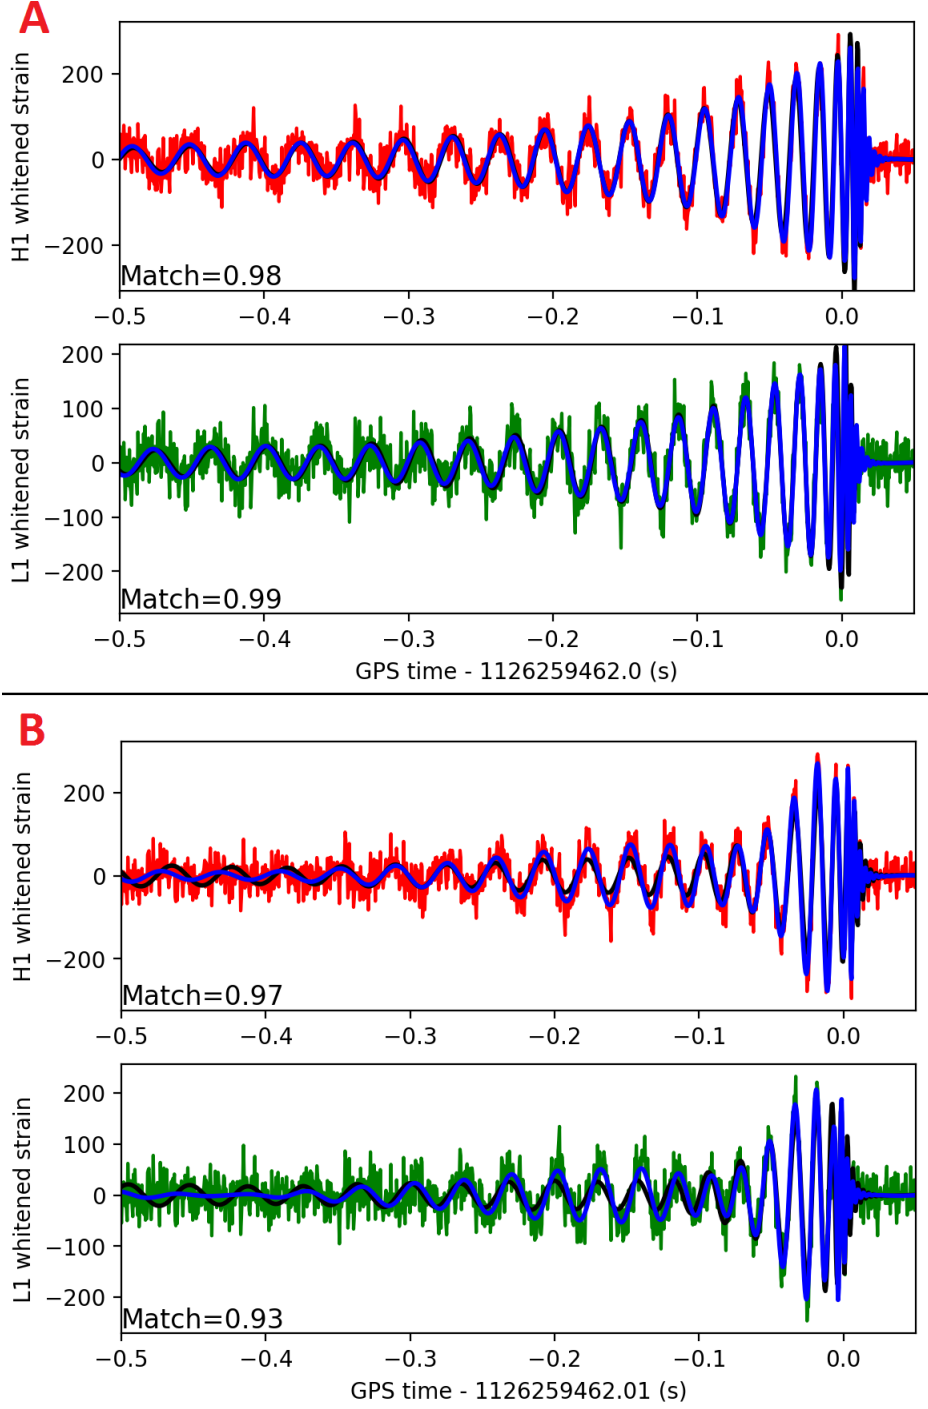 A
H1 whitened strain
200
0
−200
Match=0.98
−0.5 −0.4 −0.3 −0.2 −0.1 0.0
L1 whitened strain
200
100
0
−100
−200
Match=0.99
−0.5 −0.4 −0.3 −0.2 −0.1 0.0
GPS time - 1126259462.0 (s)
B
H1 whitened strain
200
0
−200
Match=0.97
−0.5 −0.4 −0.3 −0.2 −0.1 0.0
L1 whitened strain
200
100
0
−100
−200
Match=0.93
−0.5 −0.4 −0.3 −0.2 −0.1 0.0
GPS time - 1126259462.01 (s)